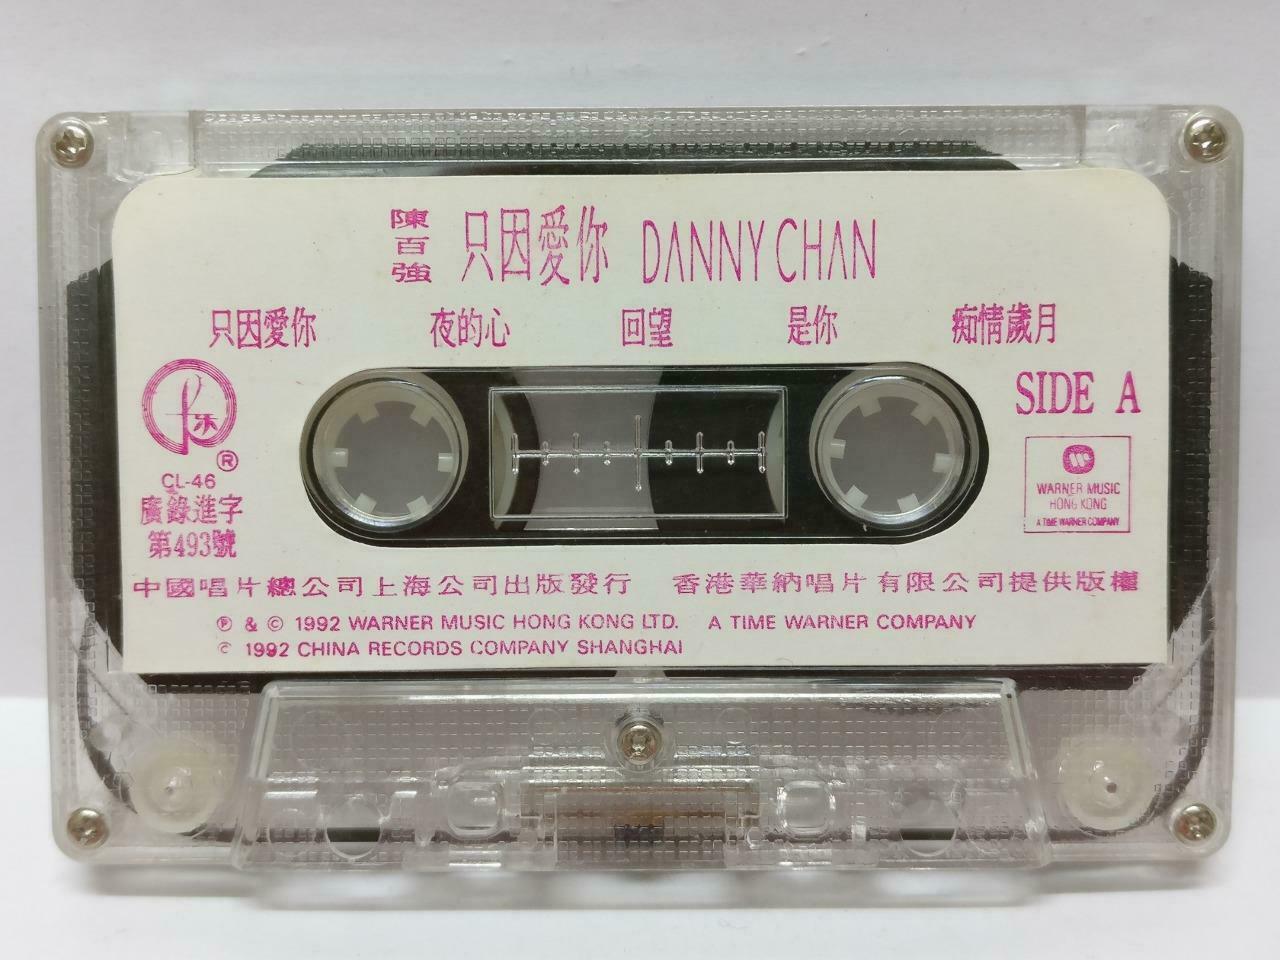 陳百強 只因愛你 DANNY CHAN
只因愛你 夜的心 回望 是你 痴情歲月
SIDE A
®
CL-46
廣錄進字
第493號
WARNER MUSIC
HONG KONG
A TIME WARNER COMPANY
中國唱片總公司上海公司出版發行 香港華納唱片有限公司提供版權
℗ & © 1992 WARNER MUSIC HONG KONG LTD. A TIME WARNER COMPANY
© 1992 CHINA RECORDS COMPANY SHANGHAI